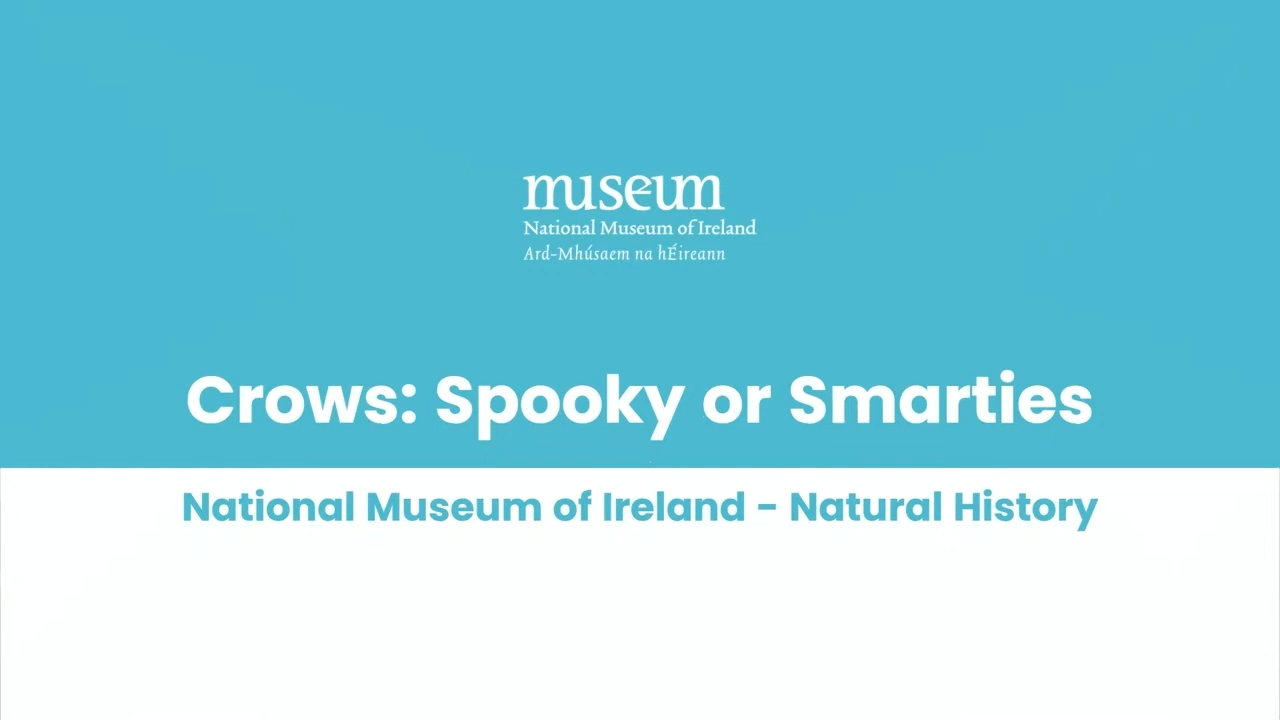 museum
National Museum of Ireland
Ard-Mhúsaem na hÉireann
Crows: Spooky or Smarties
National Museum of Ireland - Natural History